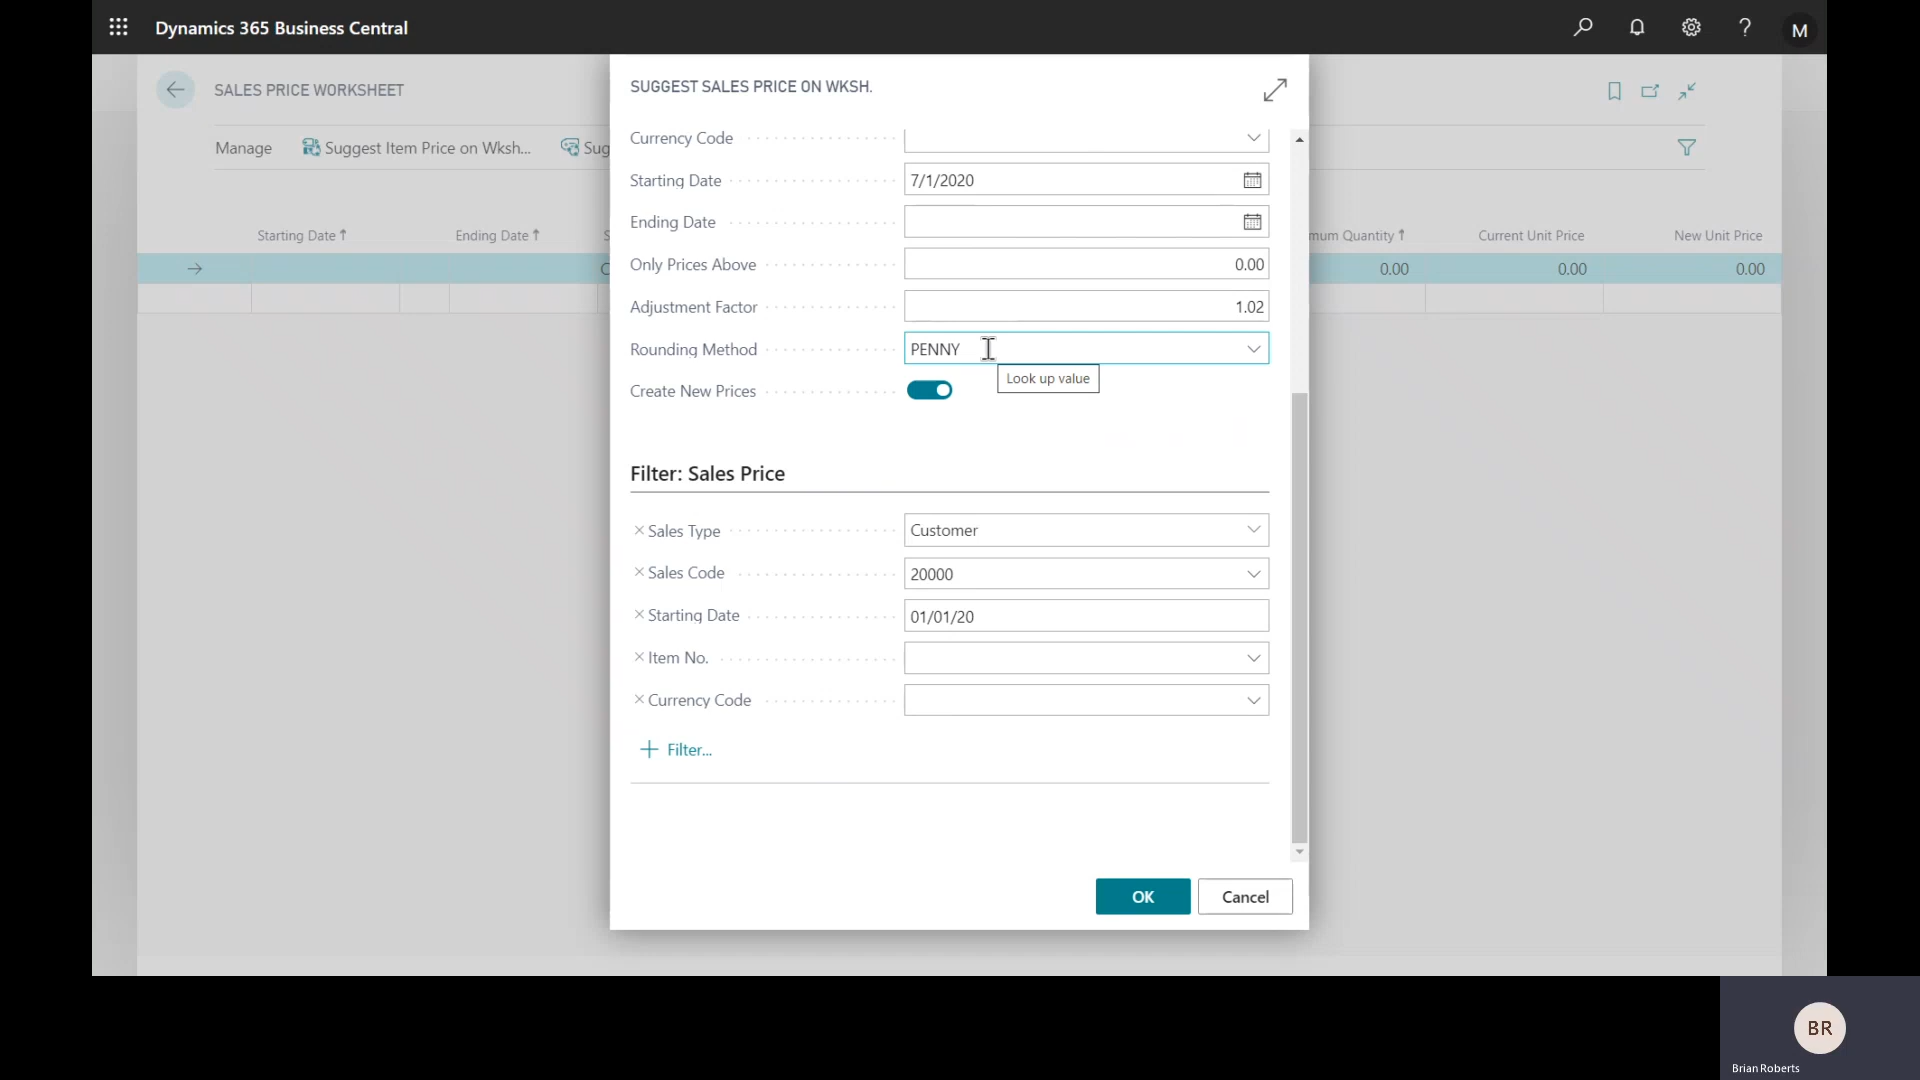 Dynamics 365 Business Central
?
M
SALES PRICE WORKSHEET
Manage
Suggest Item Price on Wksh...
Sug
Starting Date
Ending Date
S
mum Quantity
Current Unit Price
New Unit Price
C
0.00
0.00
0.00
SUGGEST SALES PRICE ON WKSH.
Currency Code
Starting Date
7/1/2020
Ending Date
Only Prices Above
0.00
Adjustment Factor
1.02
Rounding Method
PENNY
Look up value
Create New Prices
Filter: Sales Price
Sales Type
Customer
Sales Code
20000
Starting Date
01/01/20
Item No.
Currency Code
Filter...
OK
Cancel
BR
Brian Roberts